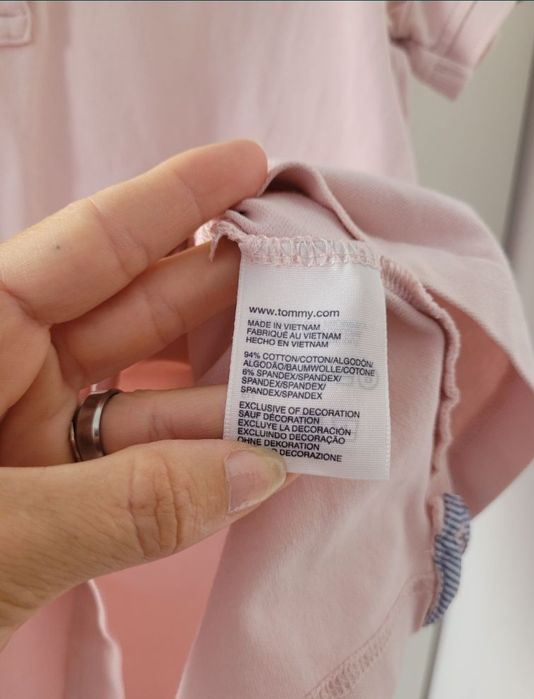 www.tommy.com
MADE IN VIETNAM
FABRIQUÉ AU VIETNAM
HECHO EN VIETNAM
94% COTTON/COTON/ALGODÓN/
ALGODÃO/BAUMWOLLE/COTONE
6% SPANDEX/SPANDEX/
SPANDEX/SPANDEX/
SPANDEX/SPANDEX
EXCLUSIVE OF DECORATION
SAUF DÉCORATION
EXCLUYE LA DECORACIÓN
EXCLUINDO DECORAÇÃO
OHNE DEKORATION
DECORAZIONE